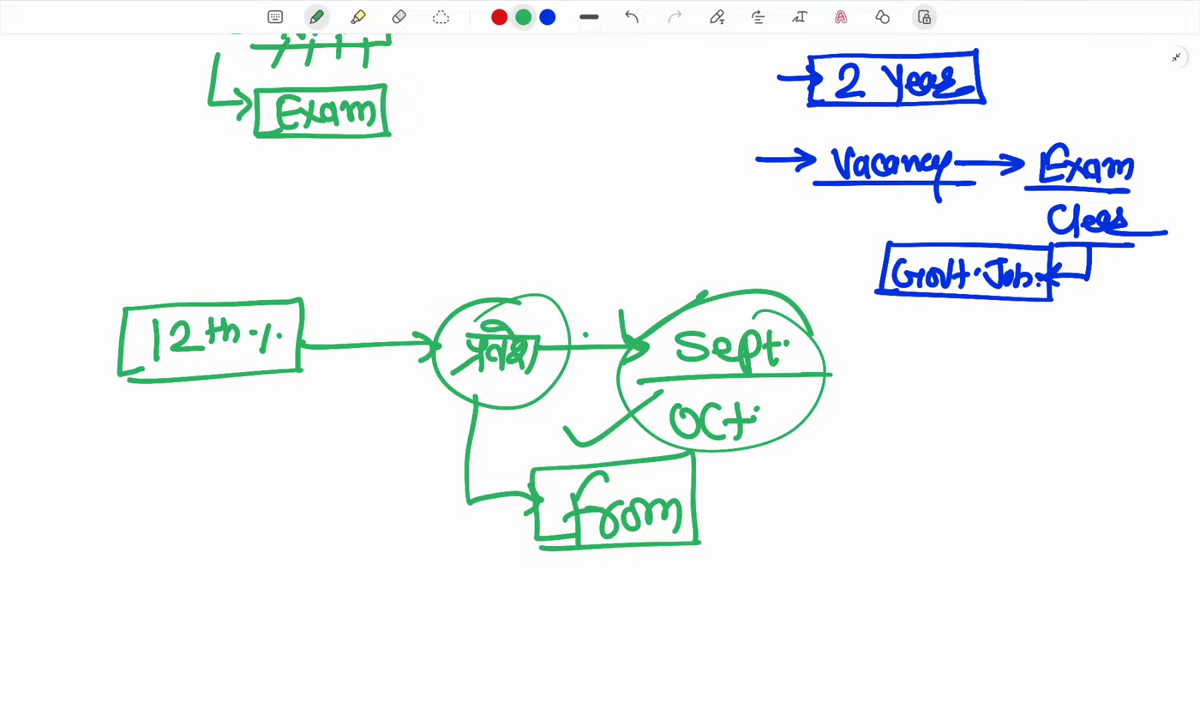 Exam
2 Year
Vacancy Exam
Clear
Govt. Job.
12th % प्रवेश Sept.
Oct.
from